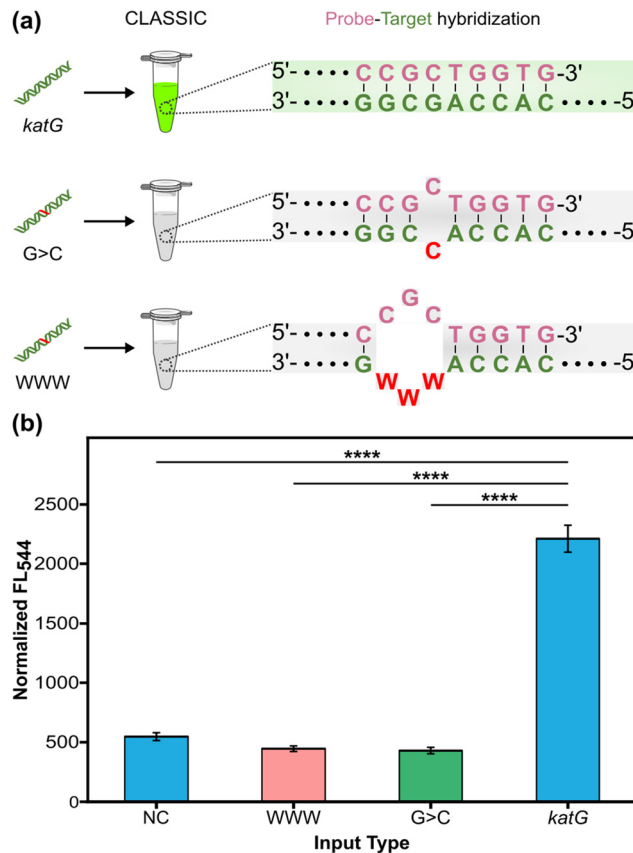 (a) CLASSIC Probe-Target hybridization
5'- •••• CCGCTGGTG-3'
3'- •••• GGCGACCAC •••• -5
katG
C
5'- •••• CCG TGGTG-3'
3'- •••• GGC ACCAC •••• -5
C
G>C
G
C C
5'- •••• C TGGTG-3'
3'- •••• G ACCAC •••• -5
W W
W
WWW
(b)
****
****
****
Normalized FL544
2500
2000
1500
1000
500
0
NC WWW G>C katG
Input Type